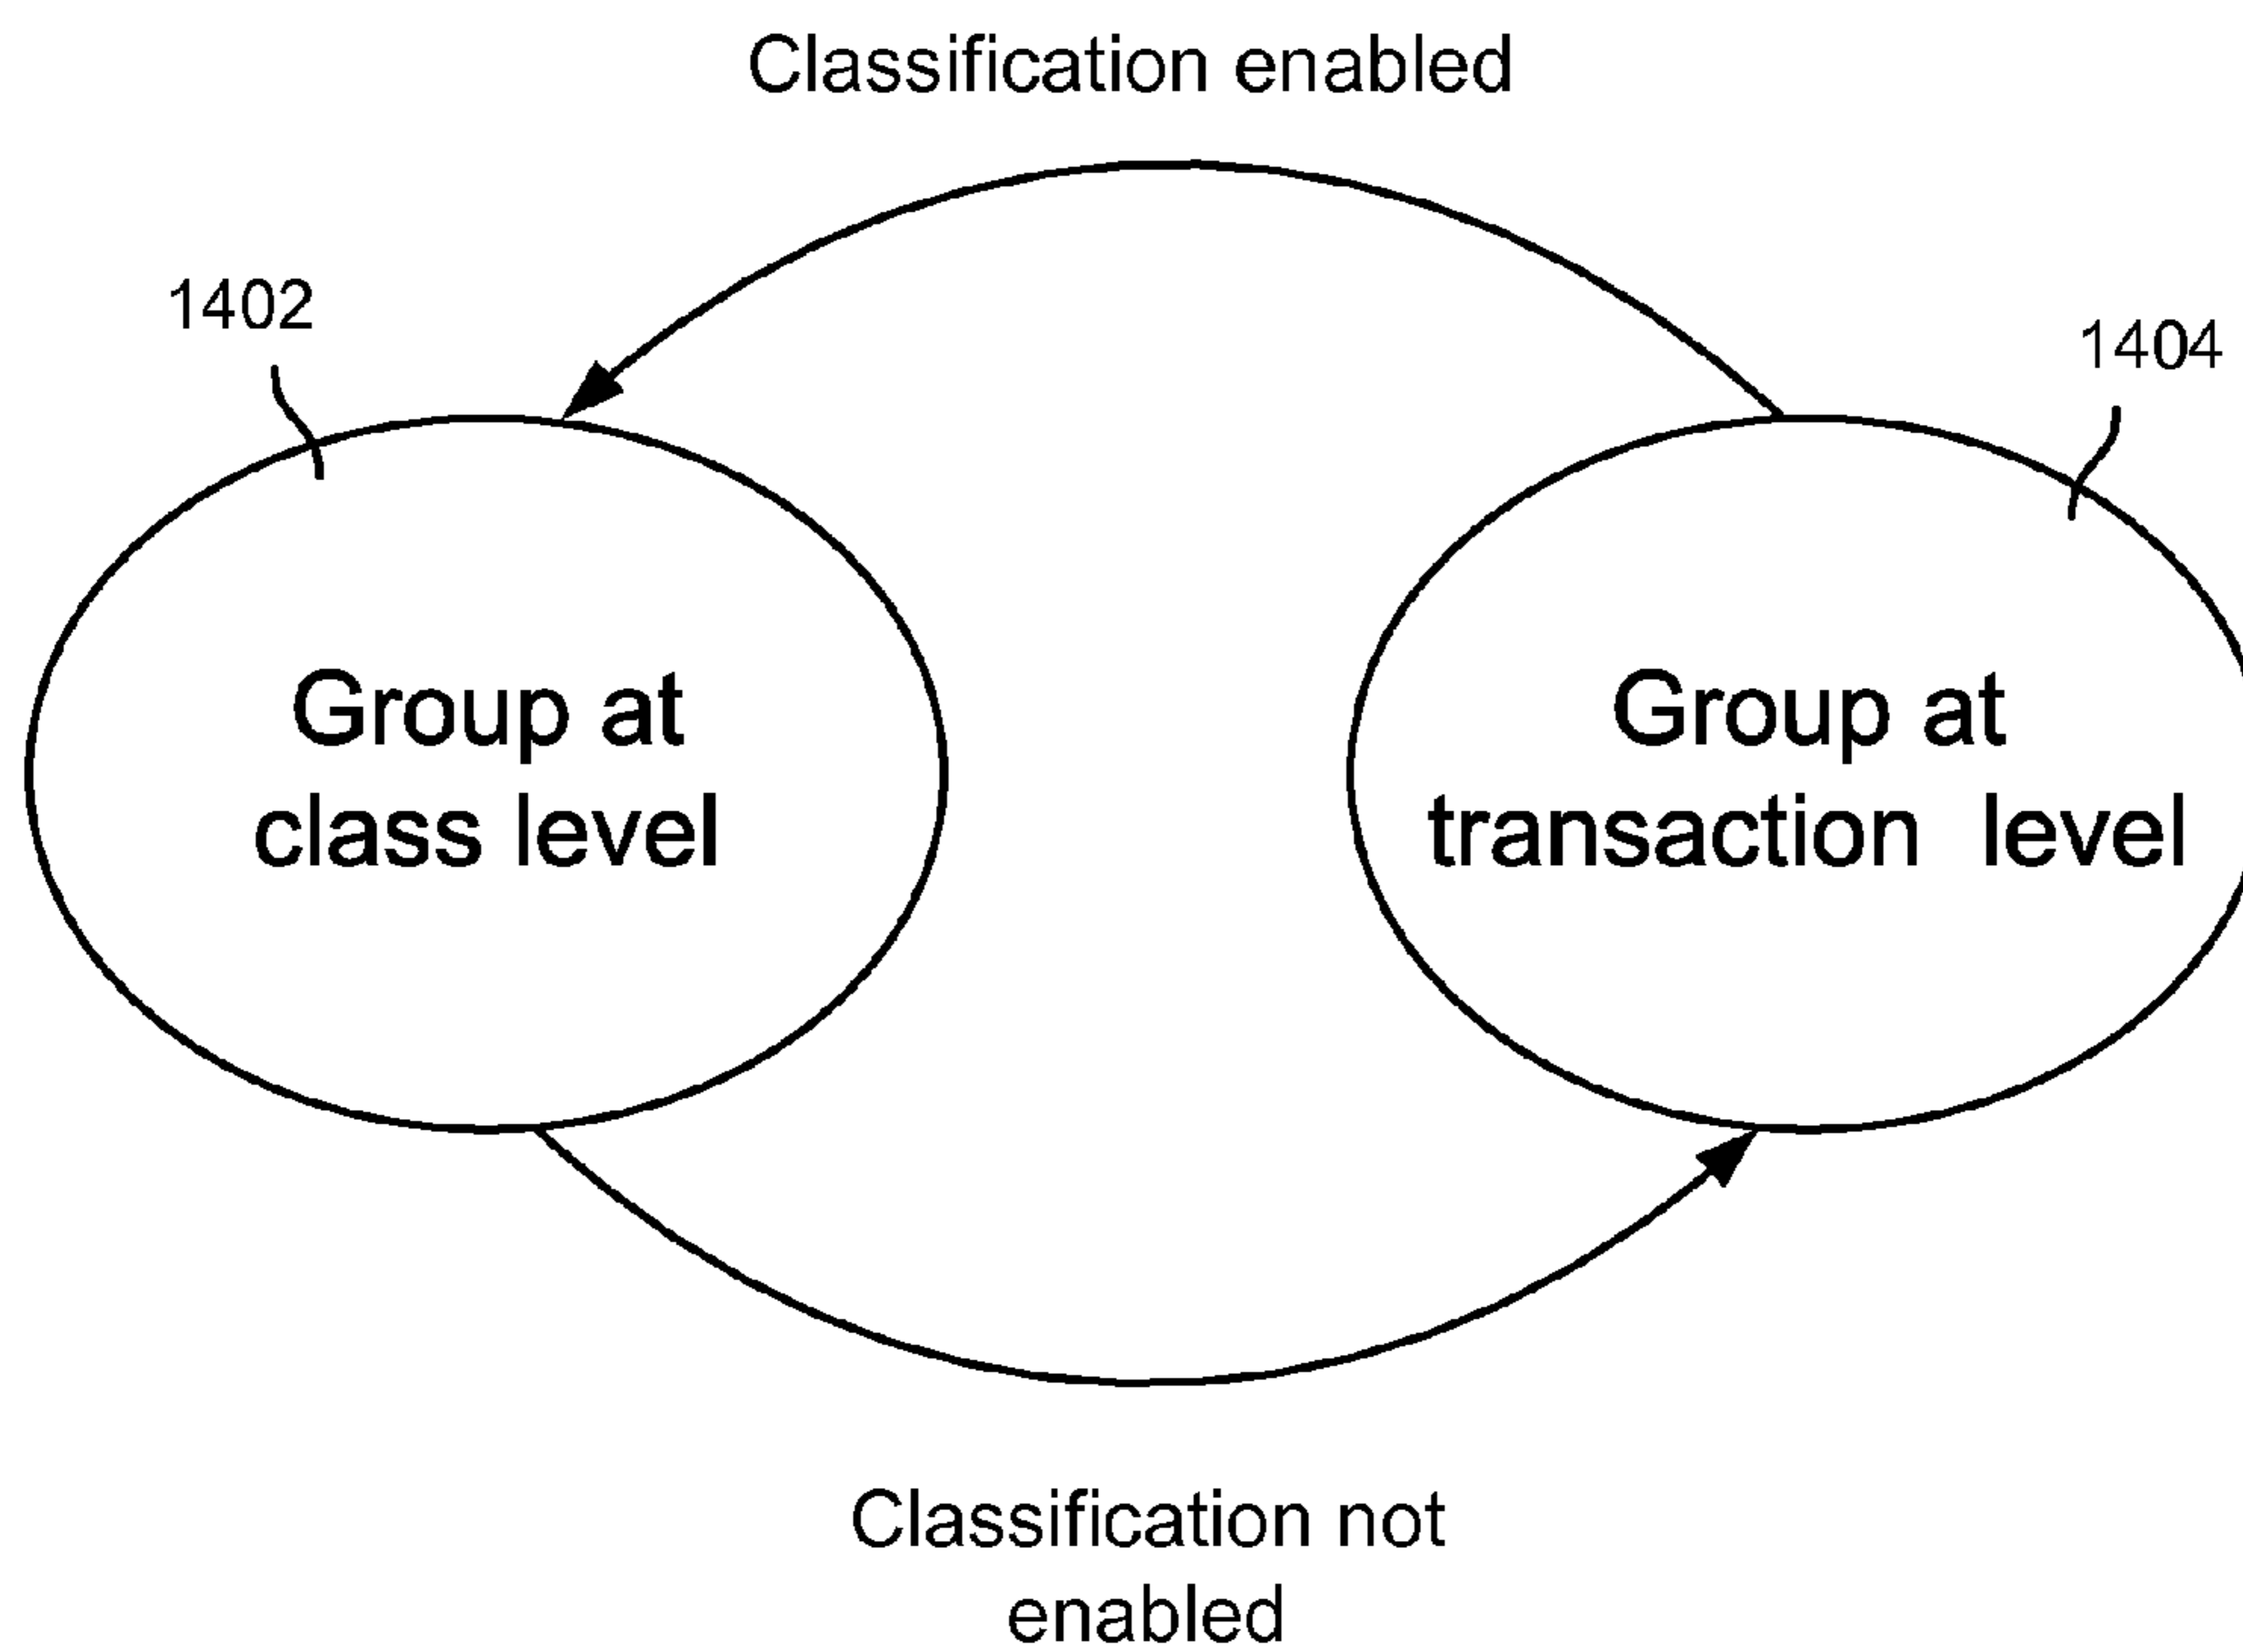 Classification enabled
1402
1404
Group at
class level
Group at
transaction level
Classification not
enabled